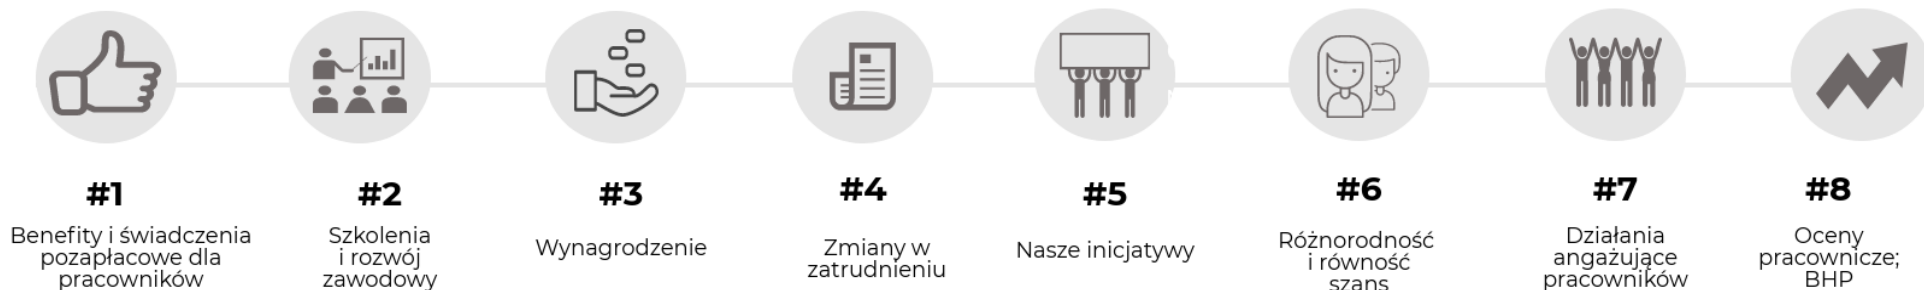 #1
Benefity i świadczenia
pozapłacowe dla
pracowników
#2
Szkolenia
i rozwój
zawodowy
#3
Wynagrodzenie
#4
Zmiany w
zatrudnieniu
#5
Nasze inicjatywy
#6
Różnorodność
i równość
szans
#7
Działania
angażujące
pracowników
#8
Oceny
pracownicze;
BHP